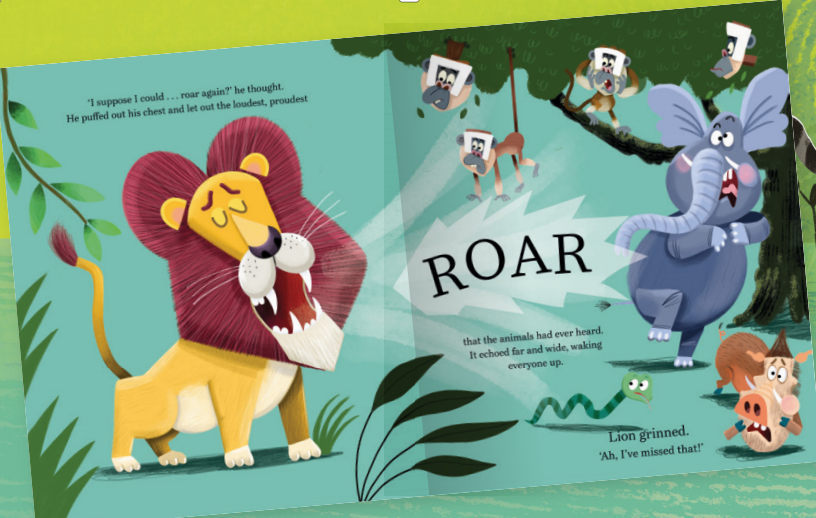 'I suppose I could . . . roar again?' he thought.
He puffed out his chest and let out the loudest, proudest
ROAR
that the animals had ever heard.
It echoed far and wide, waking
everyone up.
Lion grinned.
'Ah, I've missed that!'